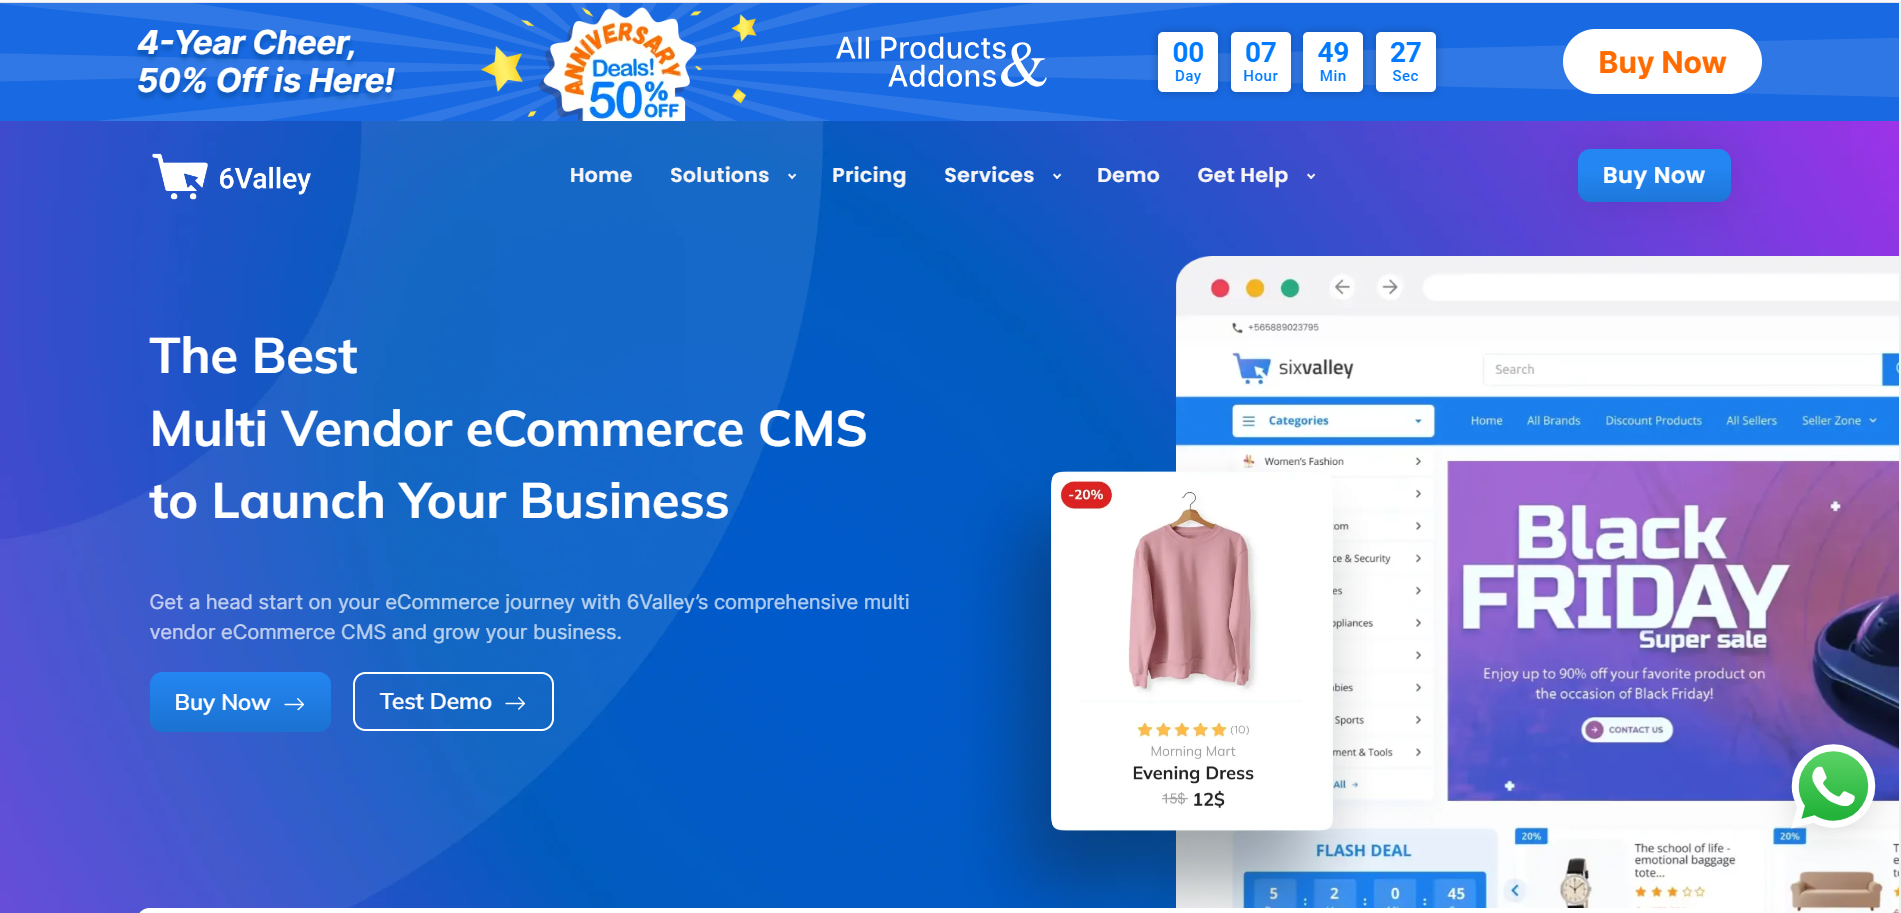 4-Year Cheer,
50% Off is Here!
ANNIVERSARY
Deals!
50%
OFF
All Products
Addons &
00 07 49 27
Day Hour Min Sec
Buy Now
6Valley
Home Solutions Pricing Services Demo Get Help
Buy Now
The Best
Multi Vendor eCommerce CMS
to Launch Your Business
Get a head start on your eCommerce journey with 6Valley's comprehensive multi
vendor eCommerce CMS and grow your business.
Buy Now →
Test Demo →
+565889023795
sixvalley
Search
Categories
Home All Brands Discount Products All Sellers Seller Zone
Women's Fashion
om
ce & Security
es
ppliances
bies
Sports
ment & Tools
All →
-20%
(10)
Morning Mart
Evening Dress
15$ 12$
Black
FRIDAY
Super sale
Enjoy up to 90% off your favorite product on
the occasion of Black Friday!
CONTACT US
FLASH DEAL
5 : 2 : 0 : 45
20%
The school of life -
emotional baggage
tote...
20%